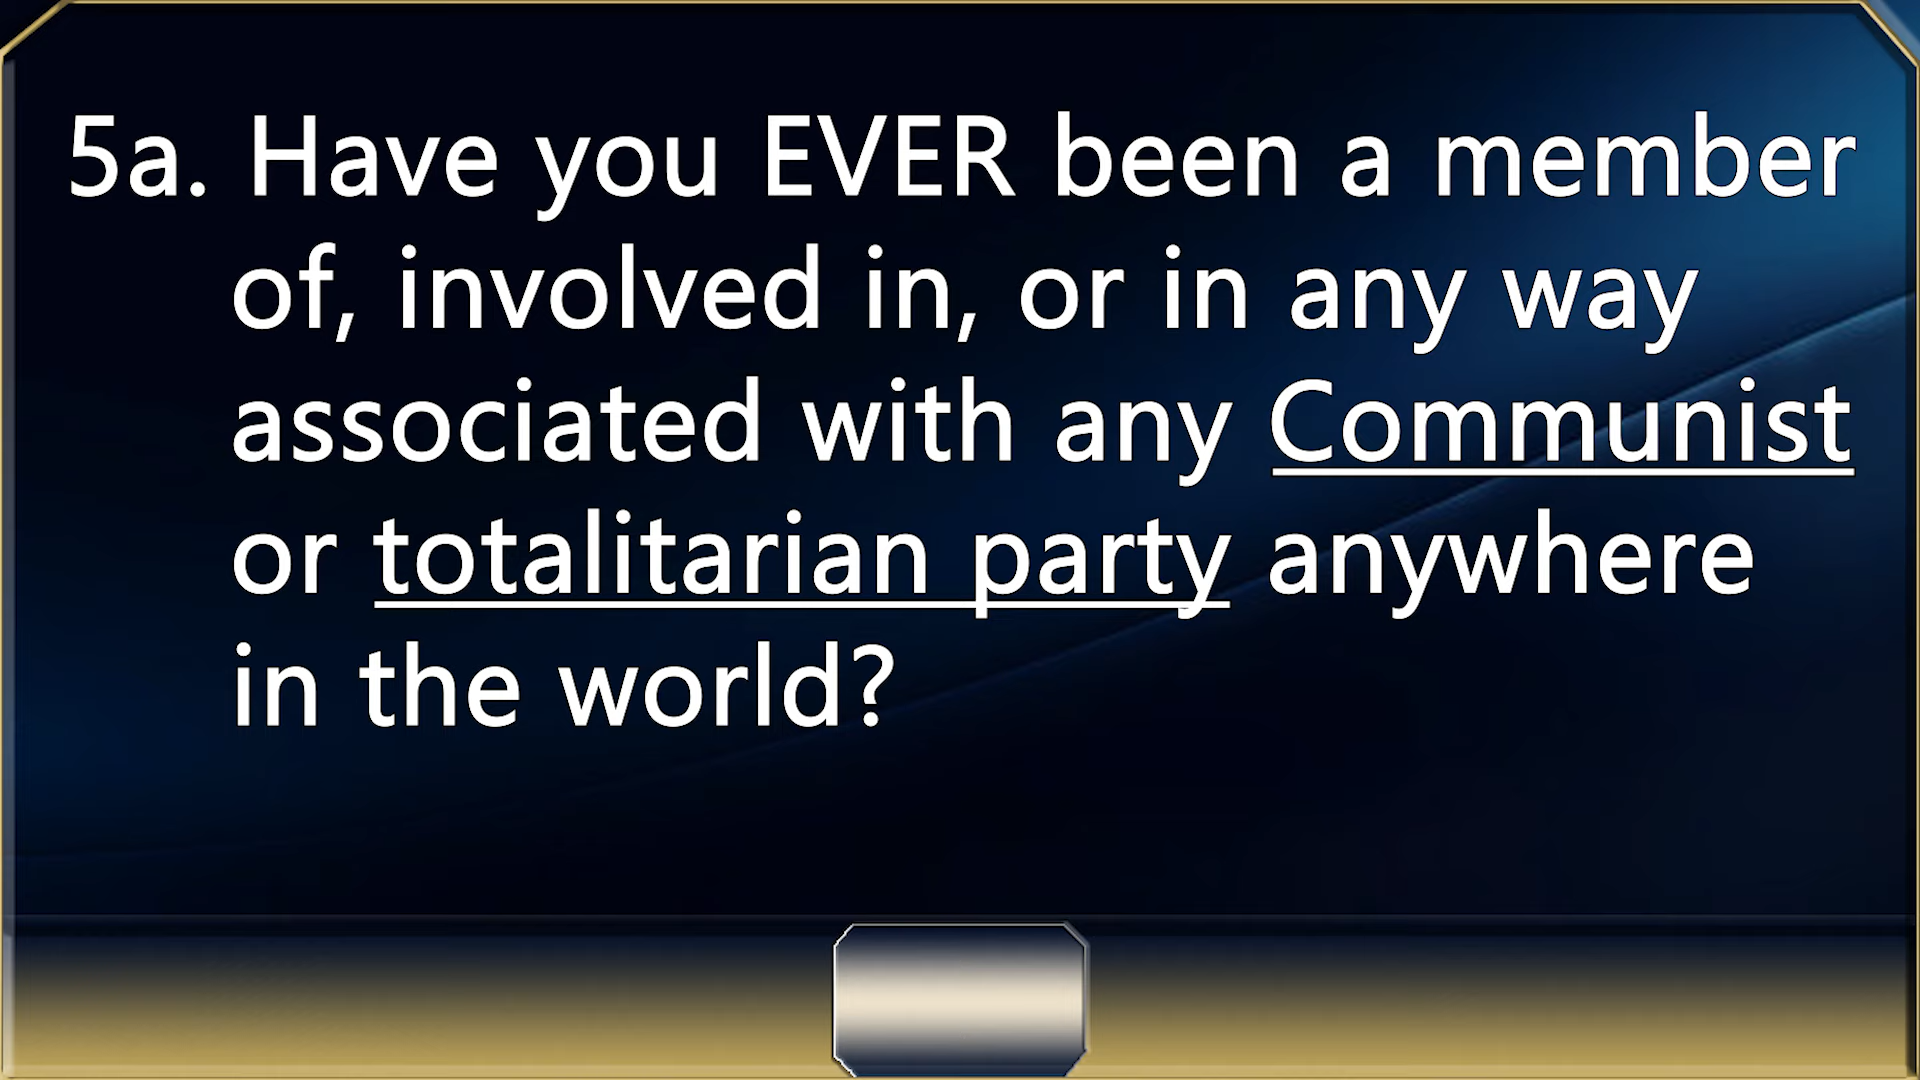 5a. Have you EVER been a member
of, involved in, or in any way
associated with any Communist
or totalitarian party anywhere
in the world?